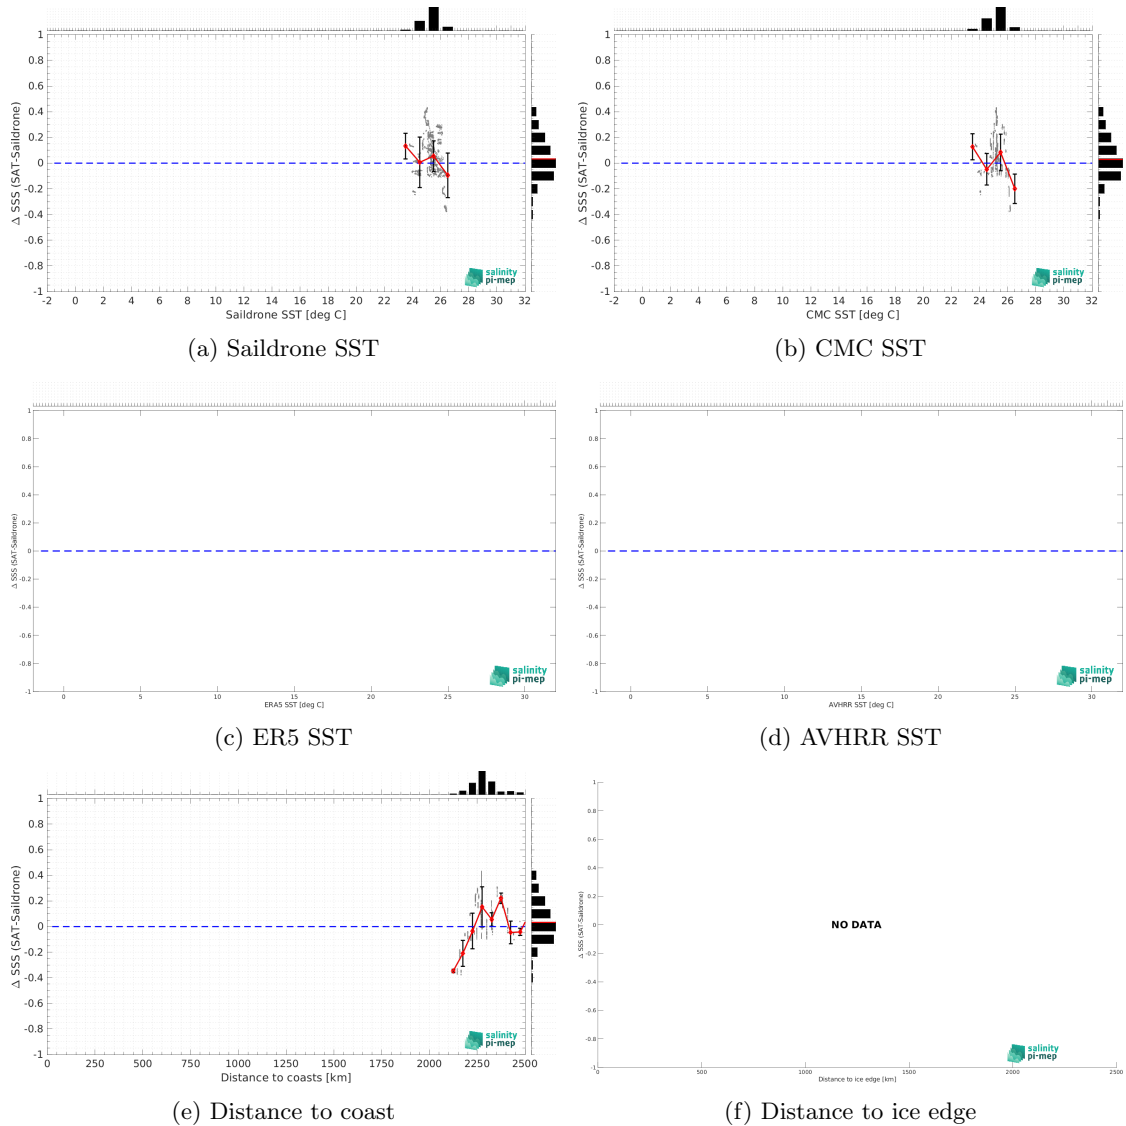 1
0.8
0.6
0.4
0.2
0
-0.2
-0.4
-0.6
-0.8
-1
Δ SSS (SAT-Saildrone)
-2 0 2 4 6 8 10 12 14 16 18 20 22 24 26 28 30 32
Saildrone SST [deg C]
salinity
pi-mep
(a) Saildrone SST
1
0.8
0.6
0.4
0.2
0
-0.2
-0.4
-0.6
-0.8
-1
Δ SSS (SAT-Saildrone)
-2 0 2 4 6 8 10 12 14 16 18 20 22 24 26 28 30 32
CMC SST [deg C]
salinity
pi-mep
(b) CMC SST
1
0.8
0.6
0.4
0.2
0
-0.2
-0.4
-0.6
-0.8
-1
Δ SSS (SAT-Saildrone)
0 5 10 15 20 25 30
ERA5 SST [deg C]
salinity
pi-mep
(c) ER5 SST
1
0.8
0.6
0.4
0.2
0
-0.2
-0.4
-0.6
-0.8
-1
Δ SSS (SAT-Saildrone)
0 5 10 15 20 25 30
AVHRR SST [deg C]
salinity
pi-mep
(d) AVHRR SST
1
0.8
0.6
0.4
0.2
0
-0.2
-0.4
-0.6
-0.8
-1
Δ SSS (SAT-Saildrone)
0 250 500 750 1000 1250 1500 1750 2000 2250 2500
Distance to coasts [km]
salinity
pi-mep
(e) Distance to coast
1
0.8
0.6
0.4
0.2
0
-0.2
-0.4
-0.6
-0.8
-1
Δ SSS (SAT-Saildrone)
NO DATA
0 500 1000 1500 2000 2500
Distance to ice edge [km]
salinity
pi-mep
(f) Distance to ice edge